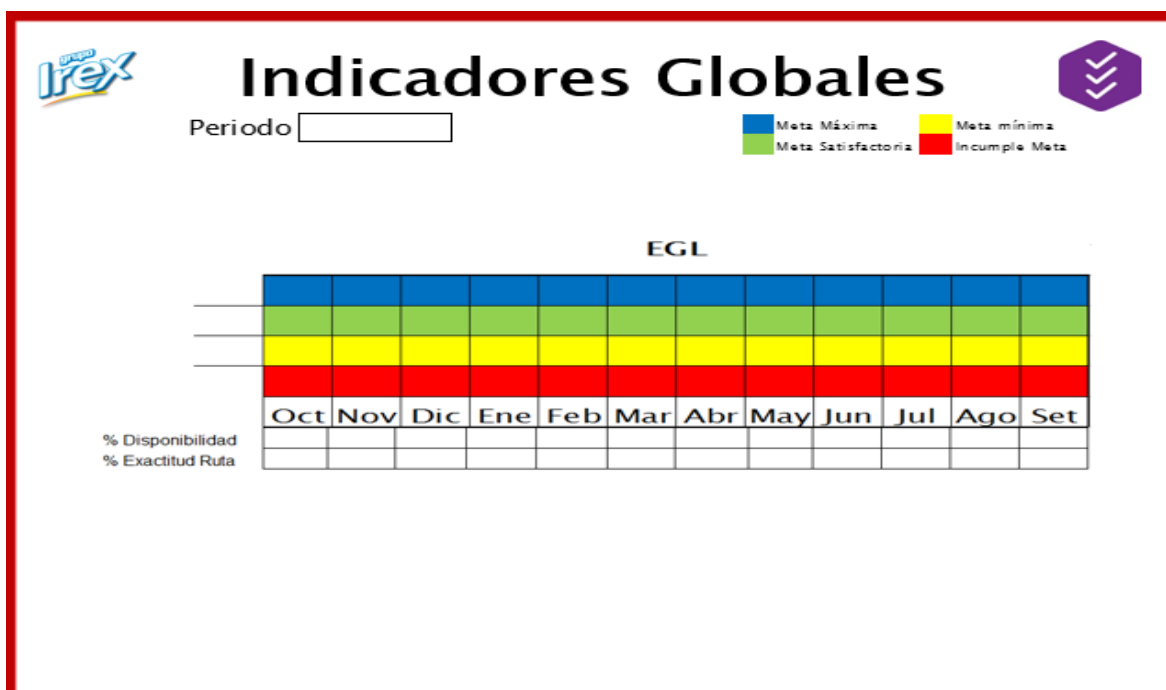 grupo
Irex
Indicadores Globales
Periodo
Meta Máxima
Meta mínima
Meta Satisfactoria
Incumple Meta
EGL
Oct Nov Dic Ene Feb Mar Abr May Jun Jul Ago Set
% Disponibilidad
% Exactitud Ruta